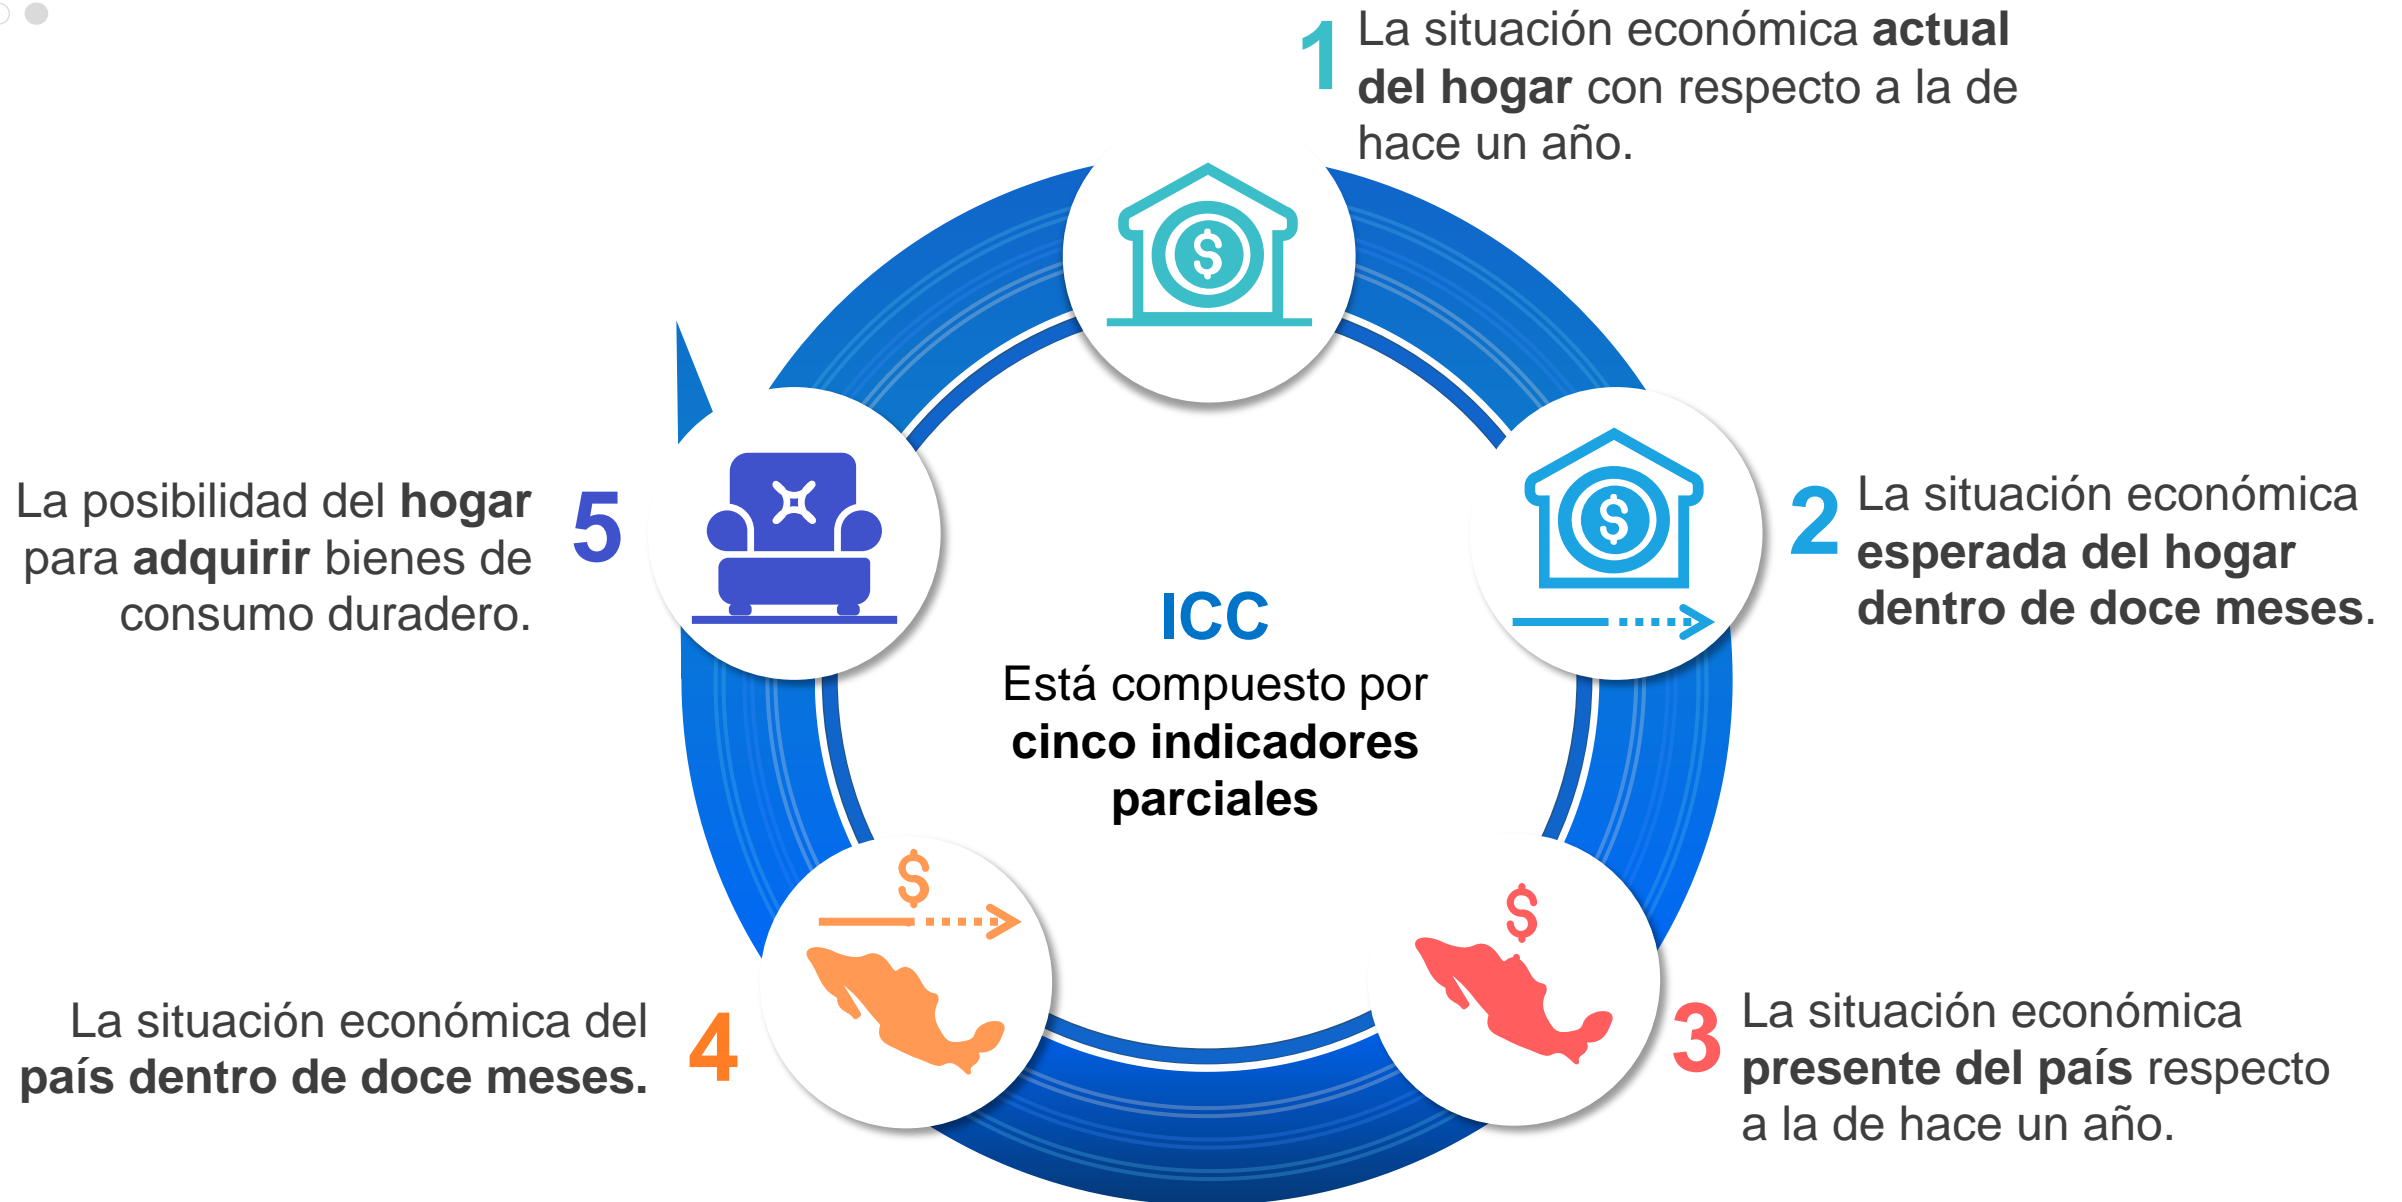 1
La situación económica actual
del hogar con respecto a la de
hace un año.
2
La situación económica
esperada del hogar
dentro de doce meses.
3
La situación económica
presente del país respecto
a la de hace un año.
4
La situación económica del
país dentro de doce meses.
5
La posibilidad del hogar
para adquirir bienes de
consumo duradero.
ICC
Está compuesto por
cinco indicadores
parciales
$
$
$
$